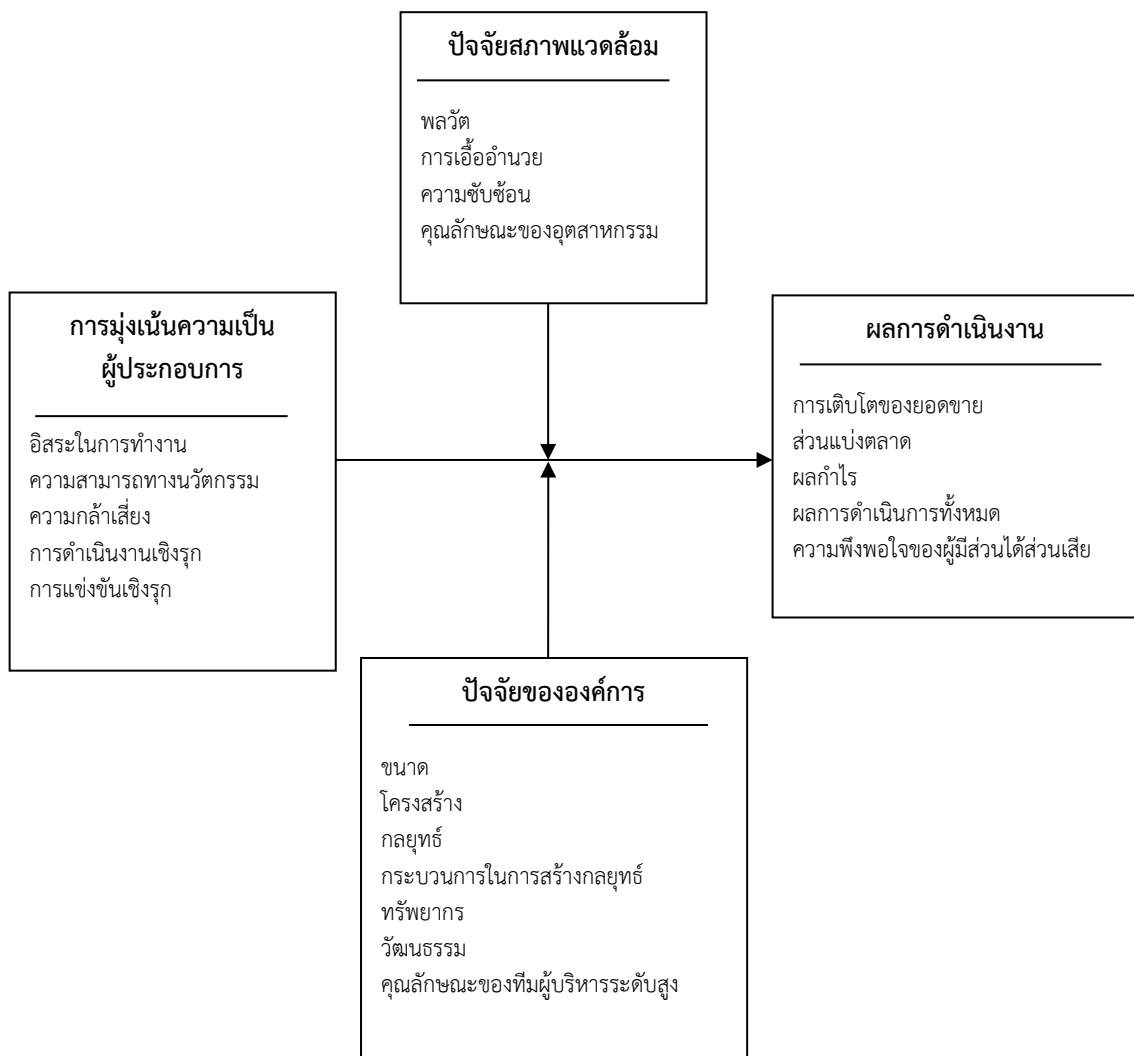 ปัจจัยสภาพแวดล้อม
พลวัต
การเอื้ออำนวย
ความซับซ้อน
คุณลักษณะของอุตสาหกรรม
การมุ่งเน้นความเป็น
ผู้ประกอบการ
อิสระในการทำงาน
ความสามารถทางนวัตกรรม
ความกล้าเสี่ยง
การดำเนินงานเชิงรุก
การแข่งขันเชิงรุก
ผลการดำเนินงาน
การเติบโตของยอดขาย
ส่วนแบ่งตลาด
ผลกำไร
ผลการดำเนินการทั้งหมด
ความพึงพอใจของผู้มีส่วนได้ส่วนเสีย
ปัจจัยขององค์การ
ขนาด
โครงสร้าง
กลยุทธ์
กระบวนการในการสร้างกลยุทธ์
ทรัพยากร
วัฒนธรรม
คุณลักษณะของทีมผู้บริหารระดับสูง